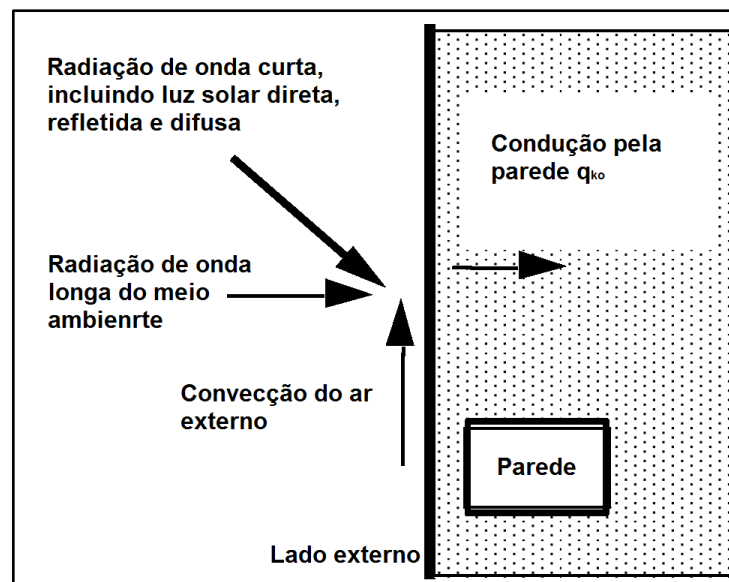 Radiação de onda curta,
incluindo luz solar direta,
refletida e difusa
Condução pela
parede qko
Radiação de onda
longa do meio
ambienrte
Convecção do ar
externo
Parede
Lado externo